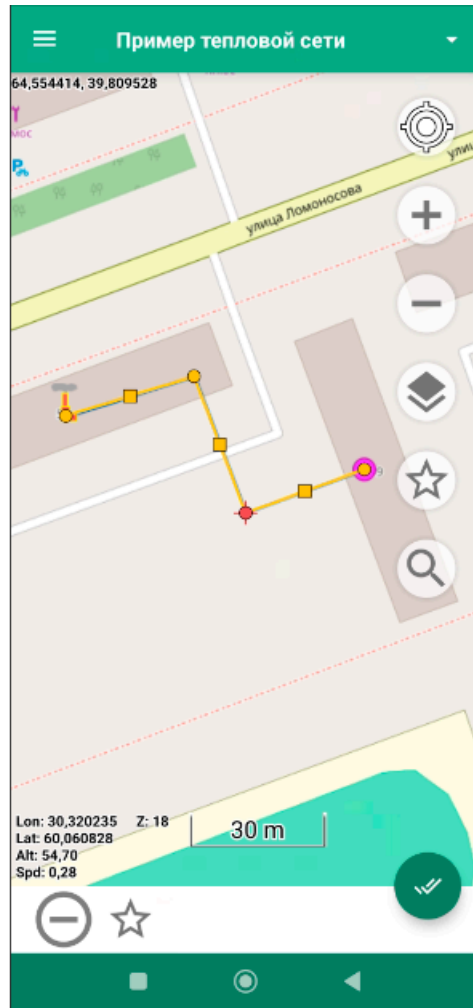 Пример тепловой сети
64,554414, 39,809528
мос
P
улица Ломоносова
9
Lon: 30,320235 Z: 18
Lat: 60,060828
Alt: 54,70
Spd: 0,28
30 m